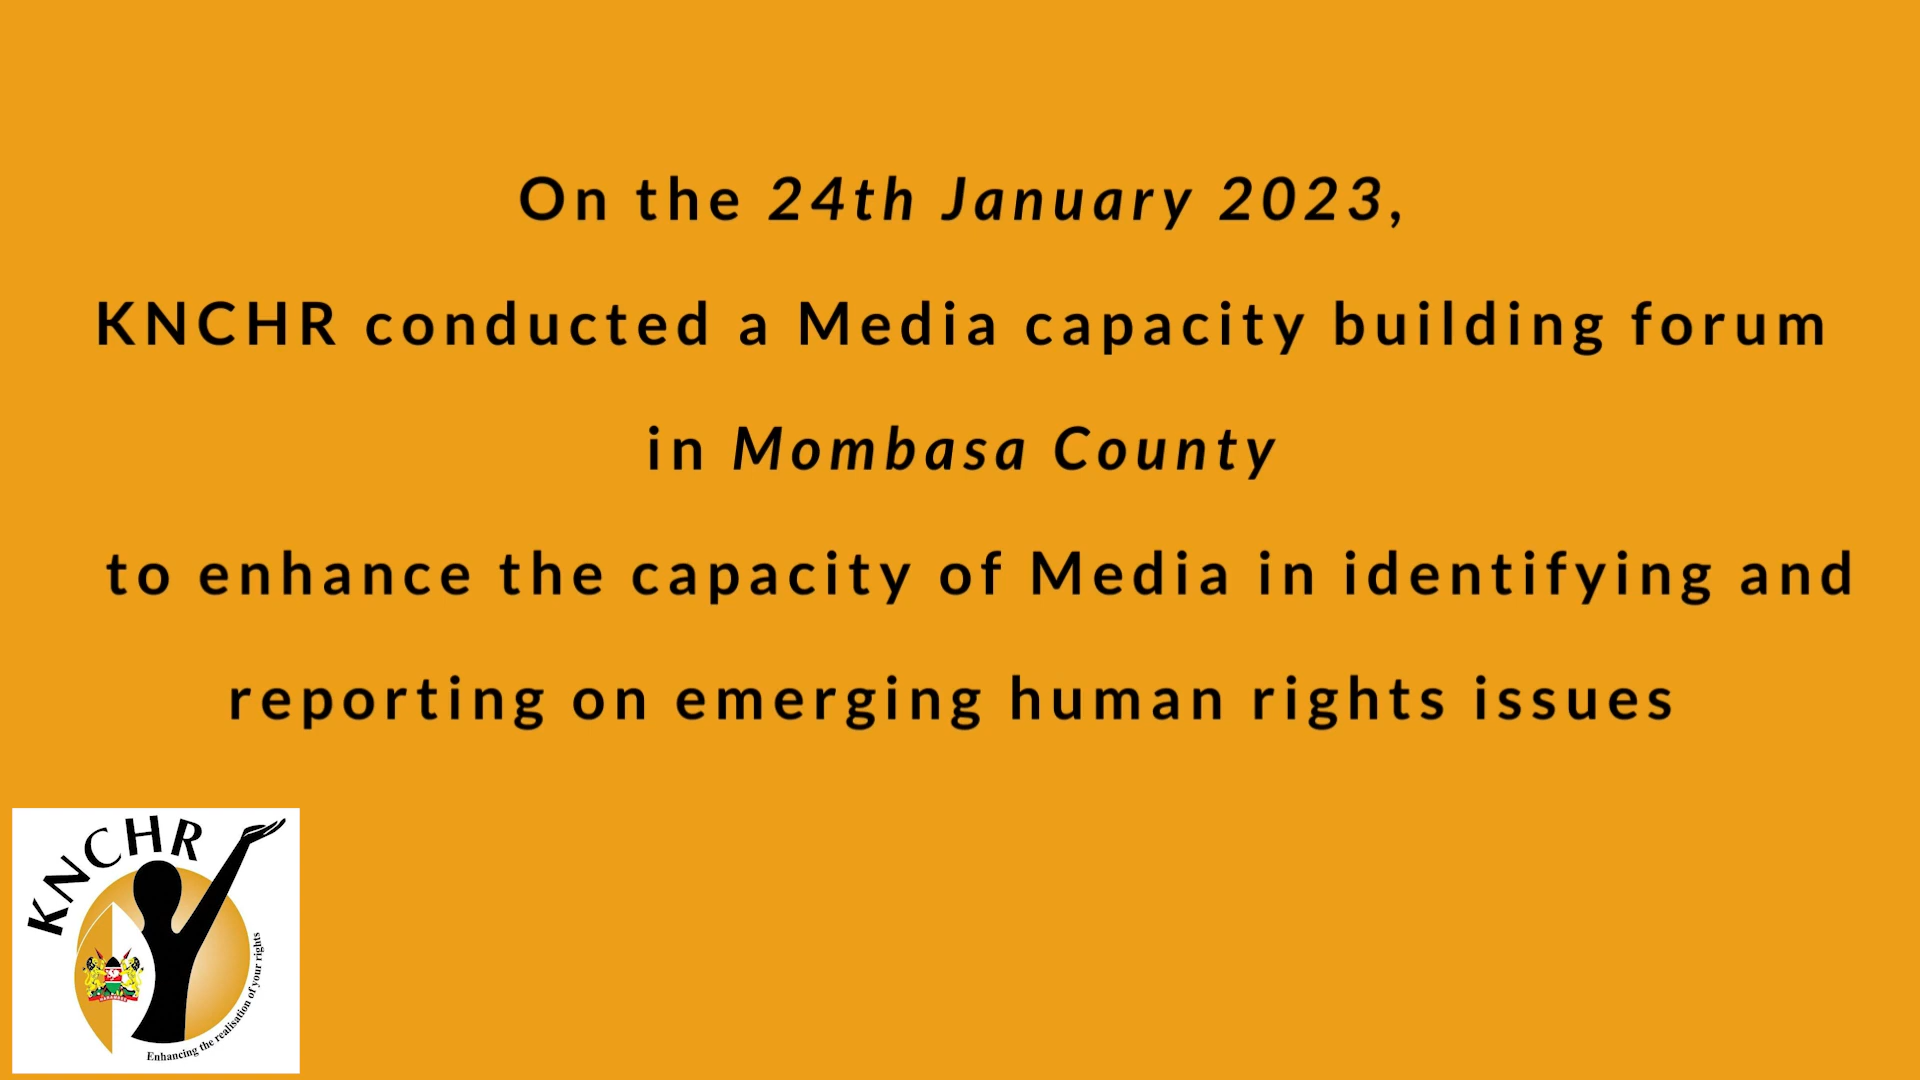 On the 24th January 2023,
KNCHR conducted a Media capacity building forum
in Mombasa County
to enhance the capacity of Media in identifying and
reporting on emerging human rights issues
KNCHR
Enhancing the realisation of your rights
HARAMBEE